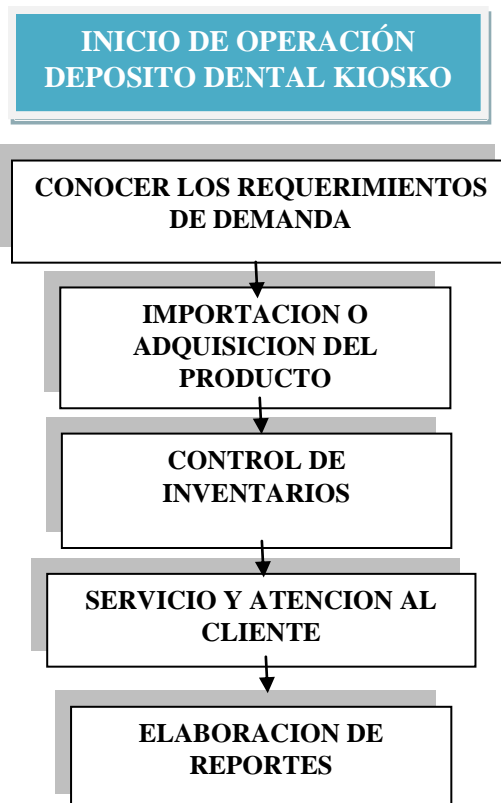 INICIO DE OPERACIÓN
DEPOSITO DENTAL KIOSKO
CONOCER LOS REQUERIMIENTOS
DE DEMANDA
IMPORTACION O
ADQUISICION DEL
PRODUCTO
CONTROL DE
INVENTARIOS
SERVICIO Y ATENCION AL
CLIENTE
ELABORACION DE
REPORTES